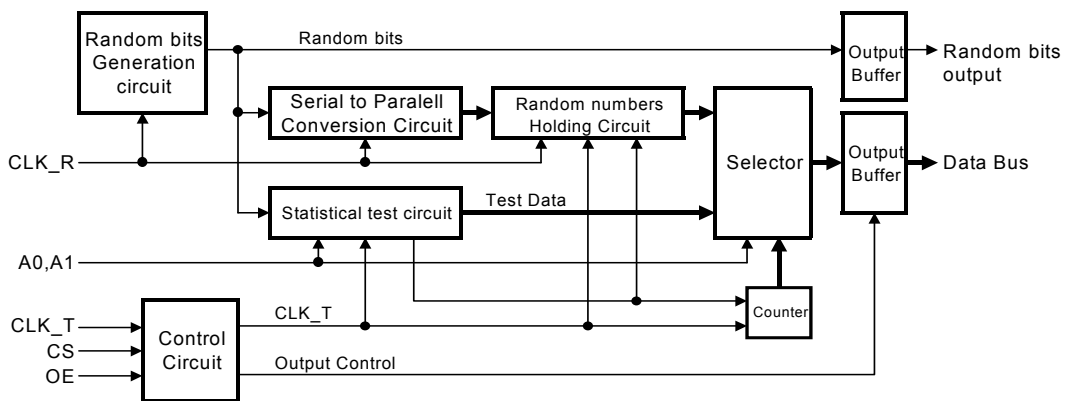 Random bits
Generation
circuit
Random bits
Output
Buffer
Random bits
output
Serial to Paralell
Conversion Circuit
Random numbers
Holding Circuit
Selector
Output
Buffer
Data Bus
CLK_R
Statistical test circuit
Test Data
A0,A1
CLK_T
CS
OE
Control
Circuit
CLK_T
Counter
Output Control